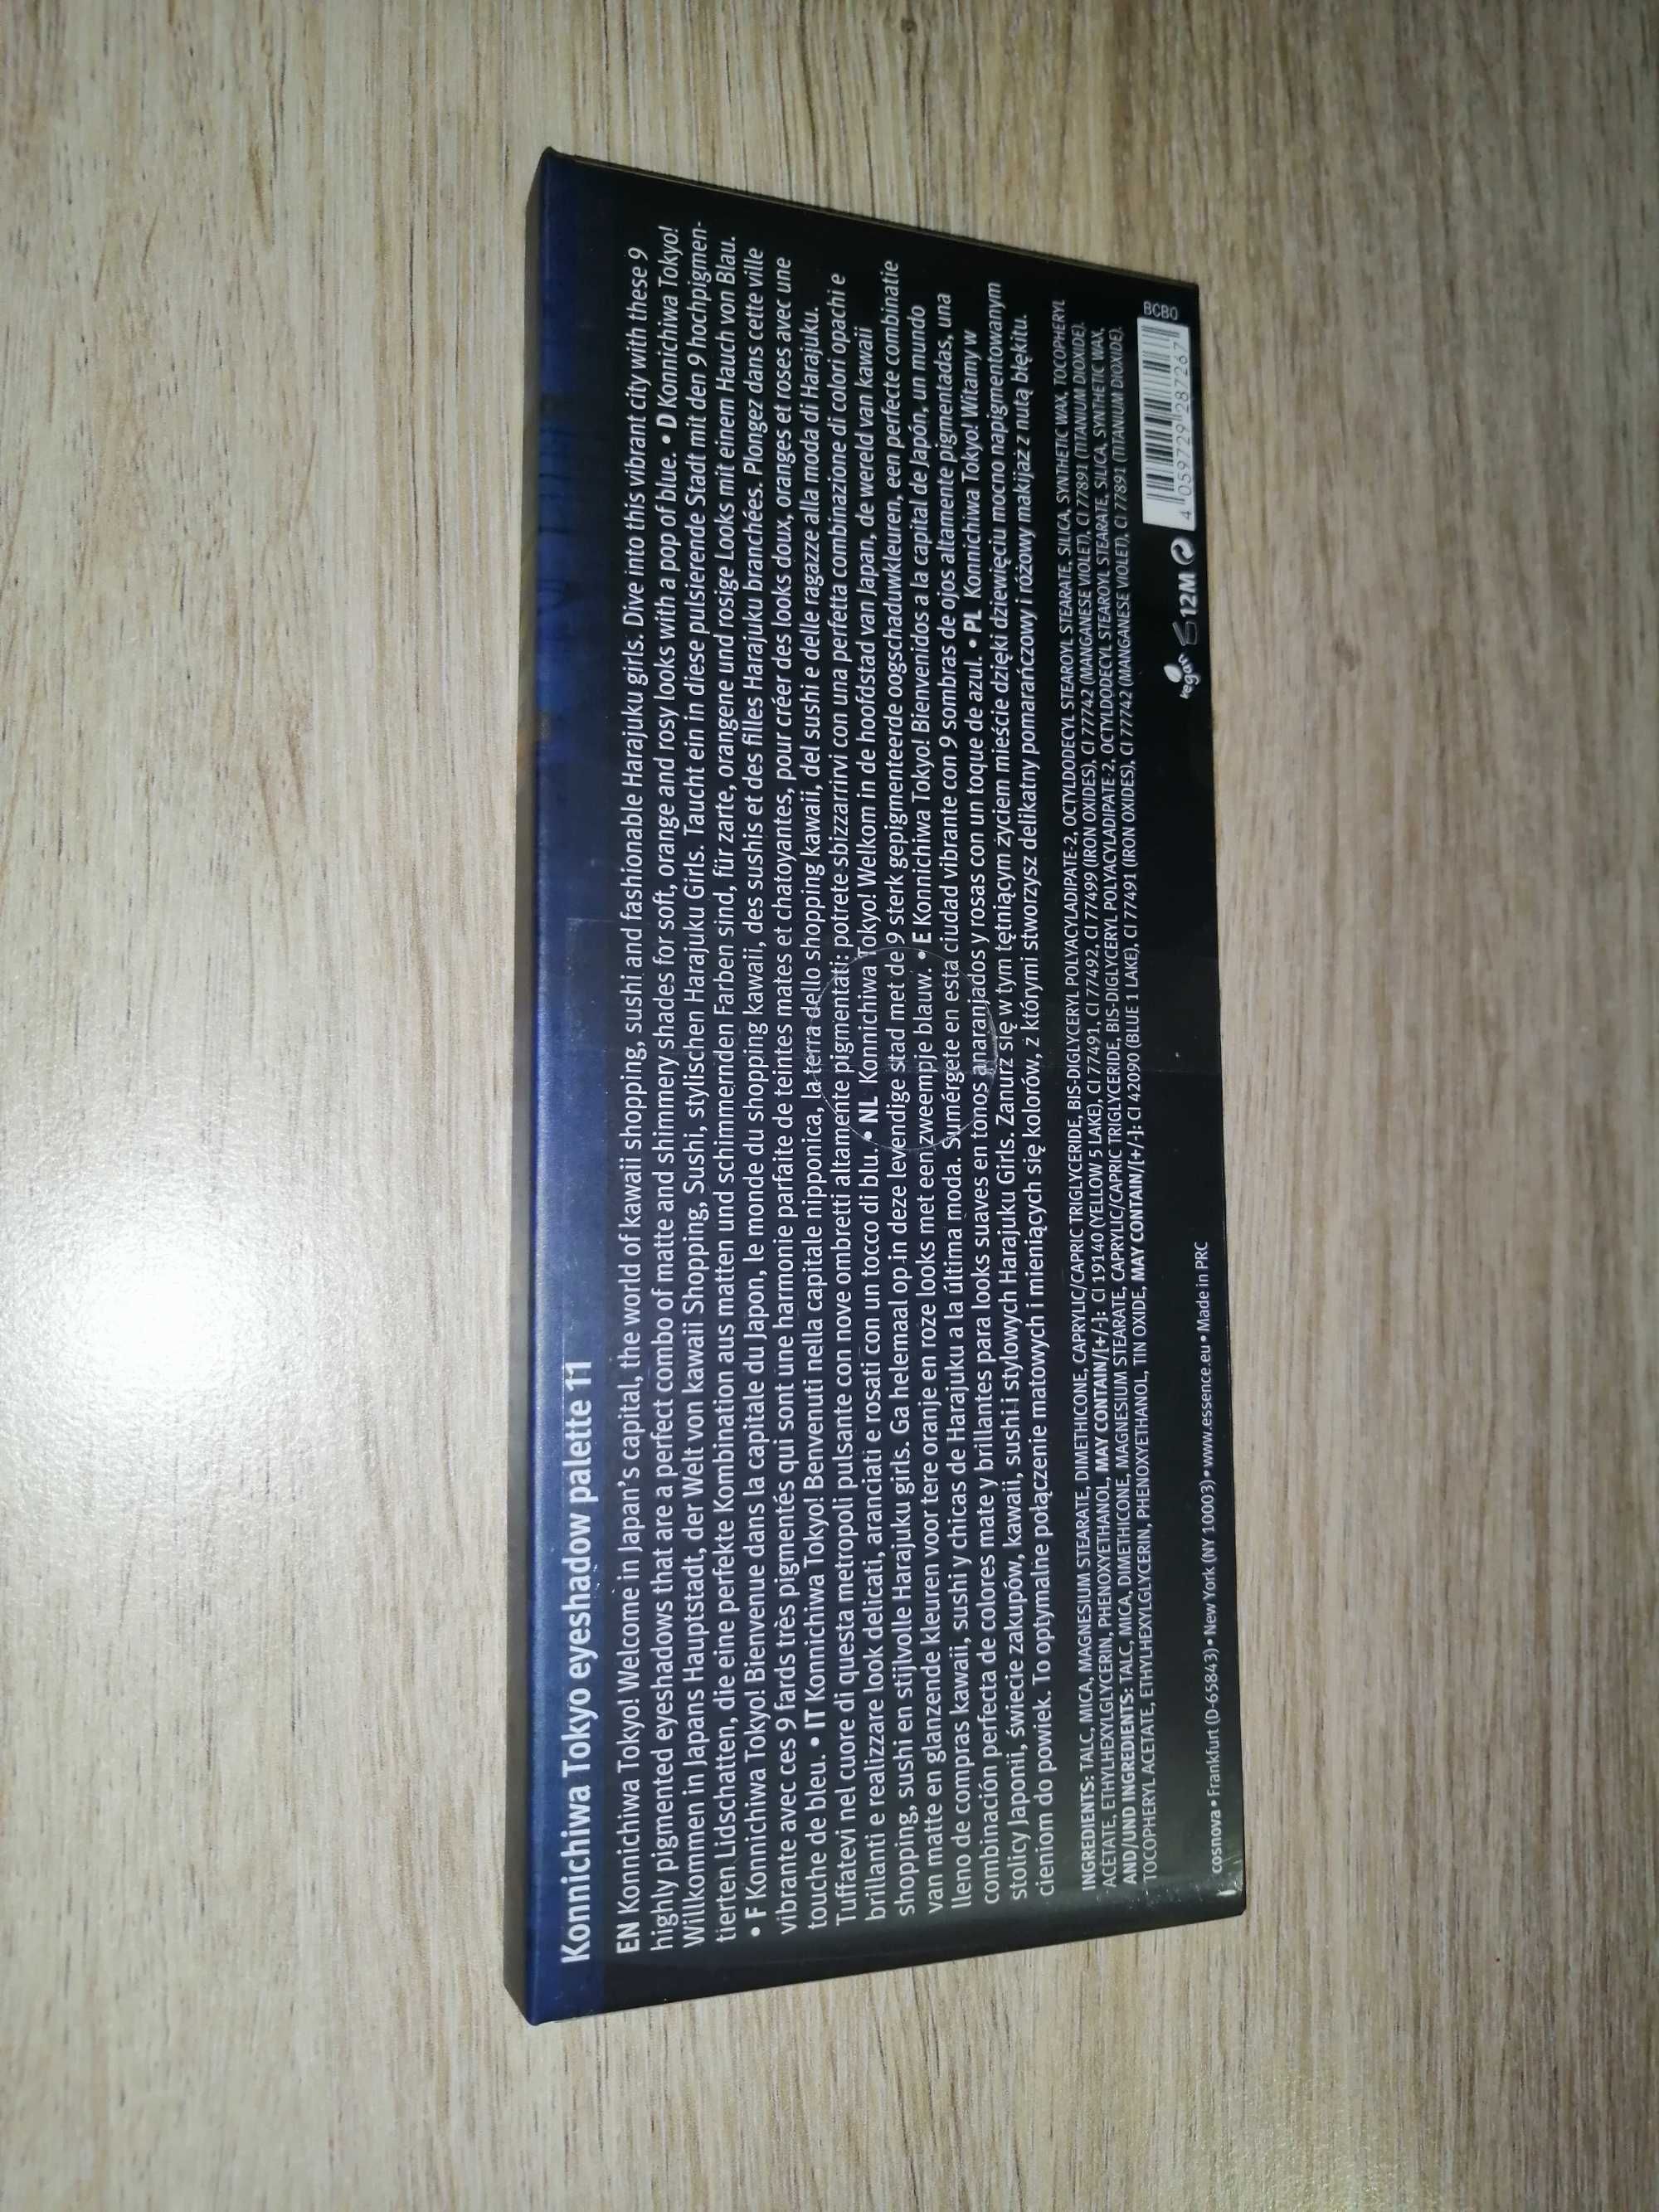 Konnichiwa Tokyo eyeshadow palette 11
EN Konnichiwa Tokyo! Welcome in Japan's capital, the world of kawaii shopping, sushi and fashionable Harajuku girls. Dive into this vibrant city with these 9
highly pigmented eyeshadows that are a perfect combo of matte and shimmery shades for soft, orange and rosy looks with a pop of blue. • D Konnichiwa Tokyo!
Willkommen in Japans Hauptstadt, der Welt von kawaii Shopping, Sushi, stylischen Harajuku Girls. Taucht ein in diese pulsierende Stadt mit den 9 hochpigmen-
tierten Lidschatten, die eine perfekte Kombination aus matten und schimmernden Farben sind, für zarte, orangene und rosige Looks mit einem Hauch von Blau.
• F Konnichiwa Tokyo! Bienvenue dans la capitale du Japon, le monde du shopping kawaii, des sushis et des filles Harajuku branchées. Plongez dans cette ville
vibrante avec ces 9 fards très pigmentés qui sont une harmonie parfaite de teintes mates et chatoyantes, pour créer des looks doux, oranges et roses avec une
touche de bleu. • IT Konnichiwa Tokyo! Benvenuti nella capitale nipponica, la terra dello shopping kawaii, del sushi e delle ragazze alla moda di Harajuku.
Tuffatevi nel cuore di questa metropoli pulsante con nove ombretti altamente pigmentati: potrete sbizzarrirvi con una perfetta combinazione di colori opachi e
brillanti e realizzare look delicati, aranciati e rosati con un tocco di blu. • NL Konnichiwa Tokyo! Welkom in de hoofdstad van Japan, de wereld van kawaii
shopping, sushi en stijlvolle Harajuku girls. Ga helemaal op in deze levendige stad met de 9 sterk gepigmenteerde oogschaduwkleuren, een perfecte combinatie
van matte en glanzende kleuren voor tere oranje en roze looks met een zweempje blauw. • E Konnichiwa Tokyo! Bienvenidos a la capital de Japón, un mundo
lleno de compras kawaii, sushi y chicas de Harajuku a la última moda. Sumérgete en esta ciudad vibrante con 9 sombras de ojos altamente pigmentadas, una
combinación perfecta de colores mate y brillantes para looks suaves en tonos anaranjados y rosas con un toque de azul. • PL Konnichiwa Tokyo! Witamy w
stolicy Japonii, świecie zakupów, kawaii, sushi i stylowych Harajuku Girls. Zanurz się w tym tętniącym życiem mieście dzięki dziewięciu mocno napigmentowanym
cieniom do powiek. To optymalne połączenie matowych i mieniących się kolorów, z którymi stworzysz delikatny pomarańczowy i różowy makijaż z nutą błękitu.
INGREDIENTS: TALC, MICA, MAGNESIUM STEARATE, DIMETHICONE, CAPRYLIC/CAPRIC TRIGLYCERIDE, BIS-DIGLYCERYL POLYACYLADIPATE-2, OCTYLDODECYL STEAROYL STEARATE, SILICA, SYNTHETIC WAX, TOCOPHERYL
ACETATE, ETHYLHEXYLGLYCERIN, PHENOXYETHANOL, MAY CONTAIN/[+/-]: CI 19140 (YELLOW 5 LAKE), CI 77491, CI 77492, CI 77499 (IRON OXIDES), CI 77742 (MANGANESE VIOLET), CI 77891 (TITANIUM DIOXIDE).
AND/UND INGREDIENTS: TALC, MICA, DIMETHICONE, MAGNESIUM STEARATE, CAPRYLIC/CAPRIC TRIGLYCERIDE, BIS-DIGLYCERYL POLYACYLADIPATE-2, OCTYLDODECYL STEAROYL STEARATE, SILICA, SYNTHETIC WAX,
TOCOPHERYL ACETATE, ETHYLHEXYLGLYCERIN, PHENOXYETHANOL, TIN OXIDE, MAY CONTAIN/[+/-]: CI 42090 (BLUE 1 LAKE), CI 77491 (IRON OXIDES), CI 77742 (MANGANESE VIOLET), CI 77891 (TITANIUM DIOXIDE).
cosnova • Frankfurt (D-65843) • New York (NY 10003) • www.essence.eu • Made in PRC
vegan
12M
BCB0
4 059729 287267